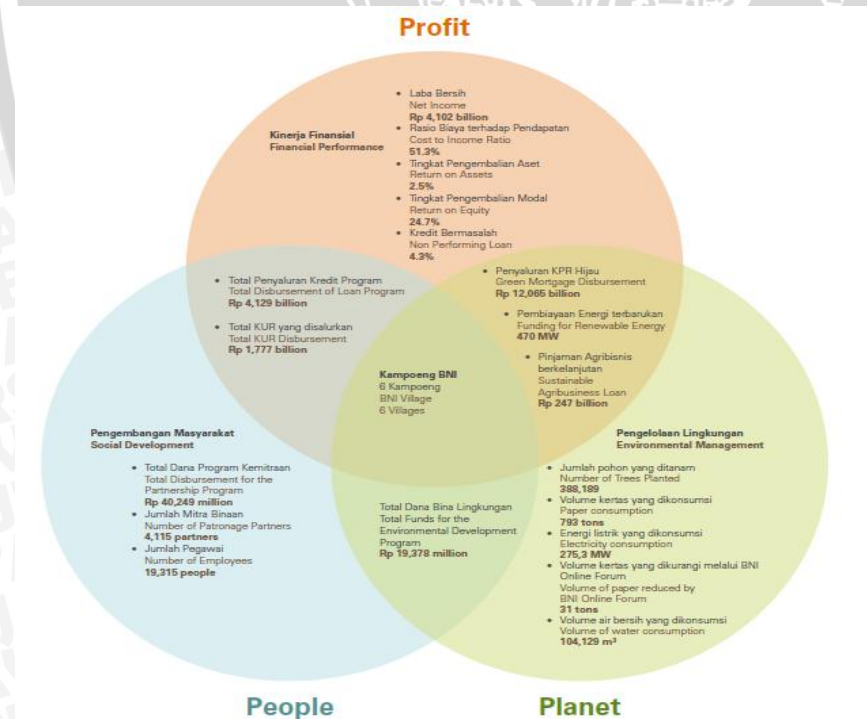 Profit
Kinerja Finansial
Financial Performance
• Laba Bersih
Net Income
Rp 4,102 billion
• Rasio Biaya terhadap Pendapatan
Cost to Income Ratio
51.3%
• Tingkat Pengembalian Aset
Return on Assets
2.5%
• Tingkat Pengembalian Modal
Return on Equity
24.7%
• Kredit Bermasalah
Non Performing Loan
4.3%
• Total Penyaluran Kredit Program
Total Disbursement of Loan Program
Rp 4,129 billion
• Total KUR yang disalurkan
Total KUR Disbursement
Rp 1,777 billion
• Penyaluran KPR Hijau
Green Mortgage Disbursement
Rp 12,065 billion
• Pembiayaan Energi terbarukan
Funding for Renewable Energy
470 MW
• Pinjaman Agribisnis
berkelanjutan
Sustainable
Agribusiness Loan
Rp 247 billion
Kampoeng BNI
6 Kampoeng
BNI Village
6 Villages
Pengembangan Masyarakat
Social Development
• Total Dana Program Kemitraan
Total Disbursement for the
Partnership Program
Rp 40,249 million
• Jumlah Mitra Binaan
Number of Patronage Partners
4,115 partners
• Jumlah Pegawai
Number of Employees
19,315 people
Total Dana Bina Lingkungan
Total Funds for the
Environmental Development
Program
Rp 19,378 million
Pengelolaan Lingkungan
Environmental Management
• Jumlah pohon yang ditanam
Number of Trees Planted
388,189
• Volume kertas yang dikonsumsi
Paper consumption
793 tons
• Energi listrik yang dikonsumsi
Electricity consumption
275,3 MW
• Volume kertas yang dikurangi melalui BNI
Online Forum
Volume of paper reduced by
BNI Online Forum
31 tons
• Volume air bersih yang dikonsumsi
Volume of water consumption
104,129 m³
People
Planet